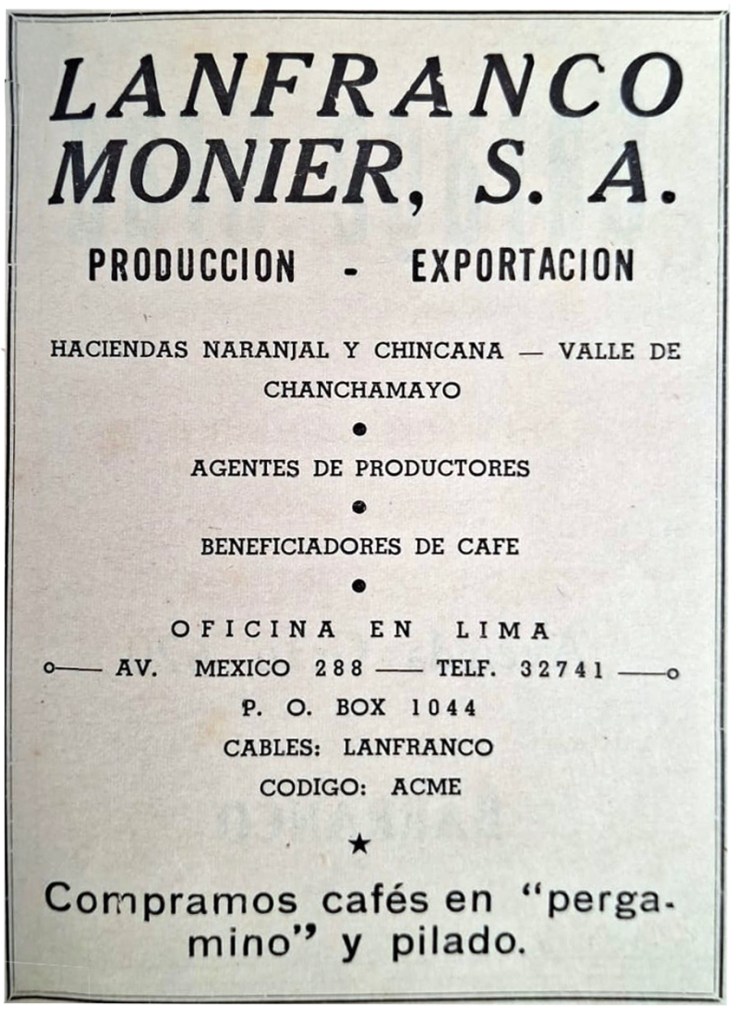 LANFRANCO
MONIER, S. A.
PRODUCCION - EXPORTACION
HACIENDAS NARANJAL Y CHINCANA — VALLE DE
CHANCHAMAYO
AGENTES DE PRODUCTORES
BENEFICIADORES DE CAFE
OFICINA EN LIMA
AV. MEXICO 288 — TELF. 32741
P. O. BOX 1044
CABLES: LANFRANCO
CODIGO: ACME
Compramos cafés en “perga-
mino” y pilado.